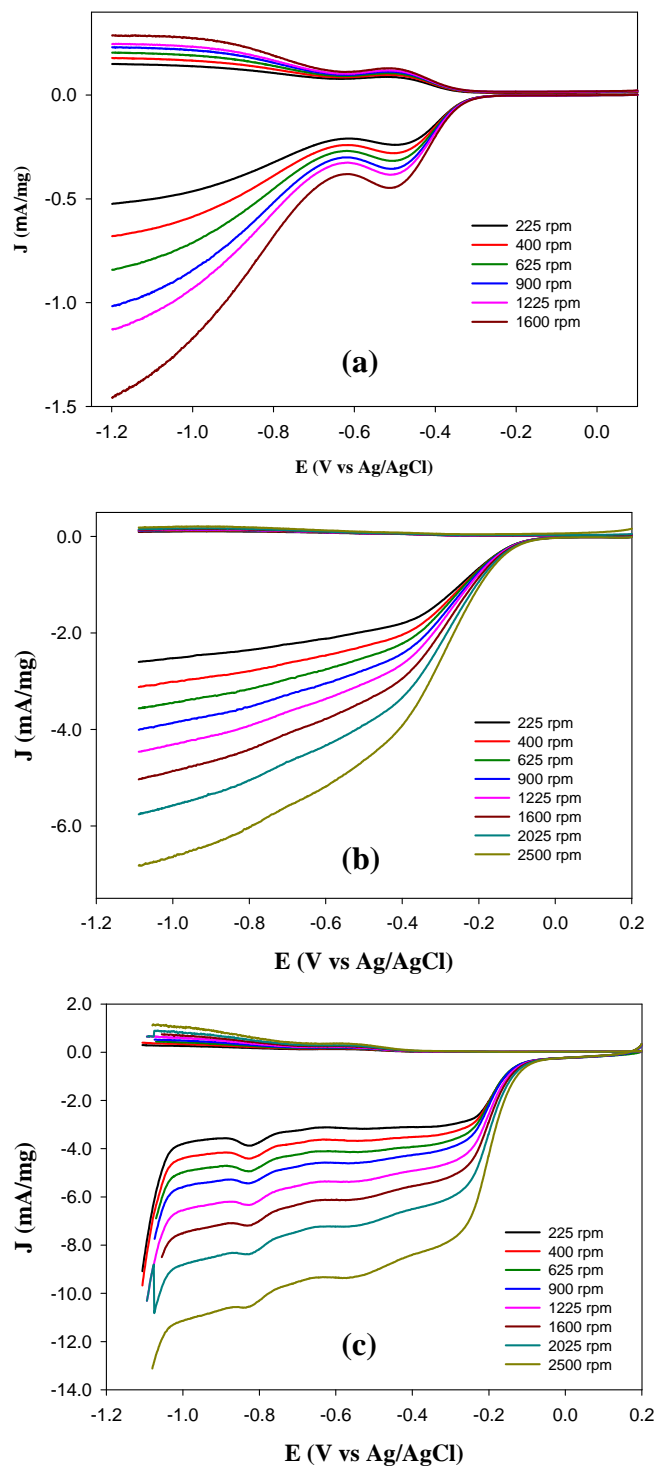 0.0
-0.5
-1.0
-1.5
J (mA/mg)
225 rpm
400 rpm
625 rpm
900 rpm
1225 rpm
1600 rpm
(a)
-1.2 -1.0 -0.8 -0.6 -0.4 -0.2 0.0
E (V vs Ag/AgCl)
0.0
-2.0
-4.0
-6.0
J (mA/mg)
225 rpm
400 rpm
625 rpm
900 rpm
1225 rpm
1600 rpm
2025 rpm
2500 rpm
(b)
-1.2 -1.0 -0.8 -0.6 -0.4 -0.2 0.0 0.2
E (V vs Ag/AgCl)
2.0
0.0
-2.0
-4.0
-6.0
-8.0
-10.0
-12.0
-14.0
J (mA/mg)
225 rpm
400 rpm
625 rpm
900 rpm
1225 rpm
1600 rpm
2025 rpm
2500 rpm
(c)
-1.2 -1.0 -0.8 -0.6 -0.4 -0.2 0.0 0.2
E (V vs Ag/AgCl)